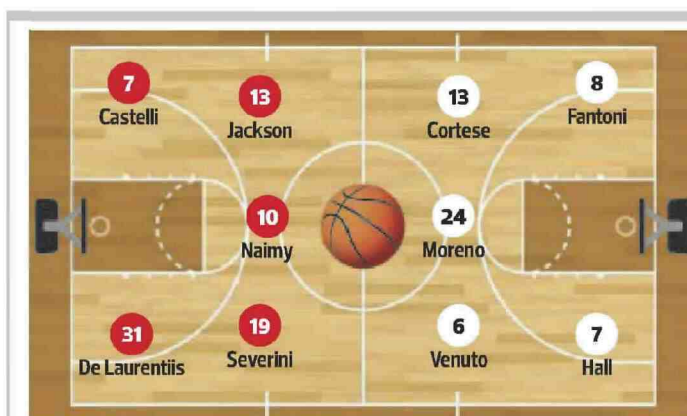 7
Castelli
13
Jackson
13
Cortese
8
Fantoni
10
Naimy
24
Moreno
31
De Laurentiis
19
Severini
6
Venuto
7
Hall